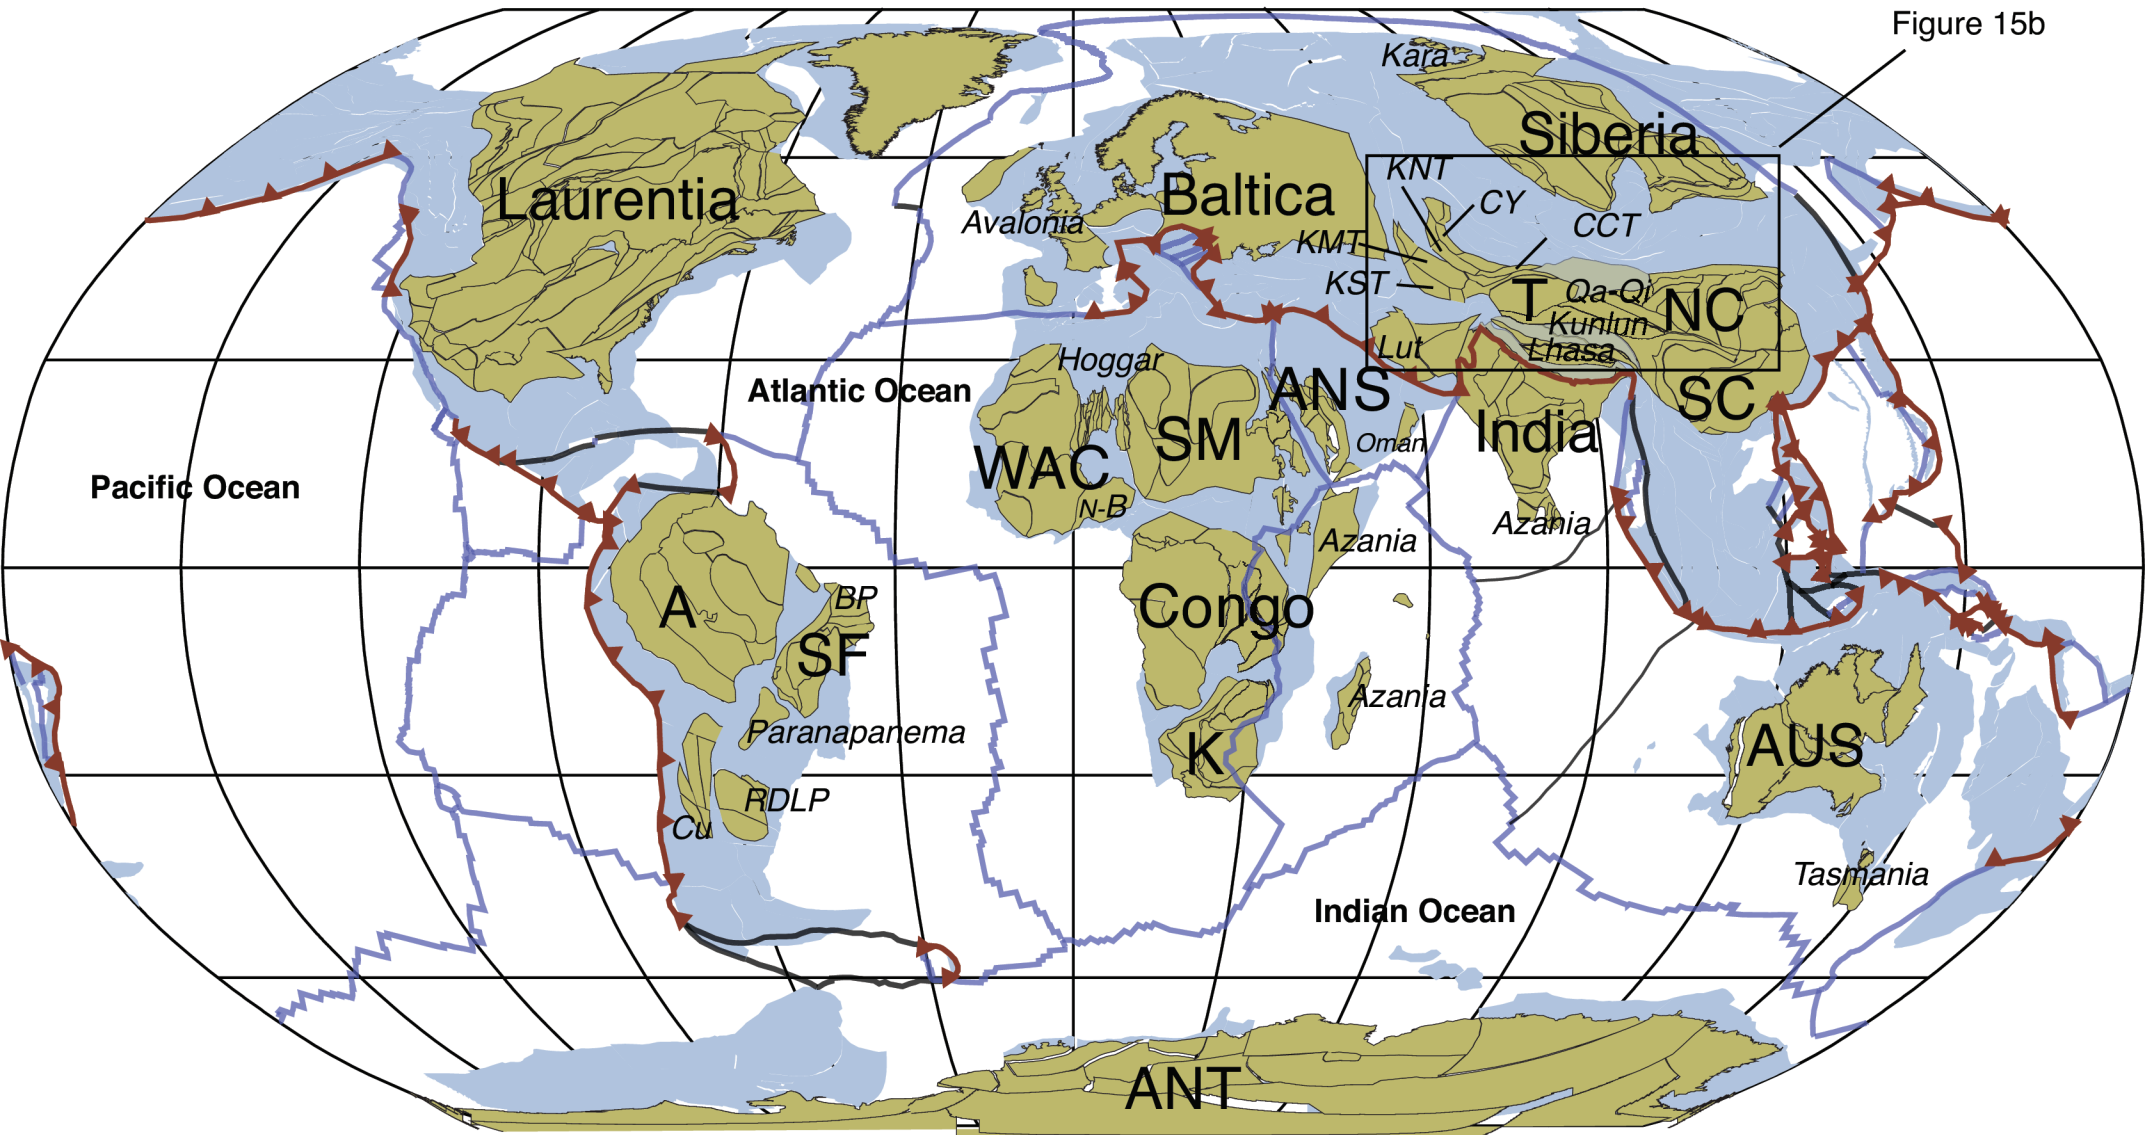 Figure 15b
Kara
Siberia
KNT
Laurentia
Baltica
CY
Avalonia
CCT
KMT
KST
T
Qa-Qi
NC
Kunlun
Lut
Lhasa
Hoggar
Atlantic Ocean
ANS
SC
India
SM
Oman
WAC
Pacific Ocean
N-B
Azania
Azania
BP
A
Congo
SF
Azania
Paranapanema
K
AUS
RDLP
Cu
Tasmania
Indian Ocean
ANT